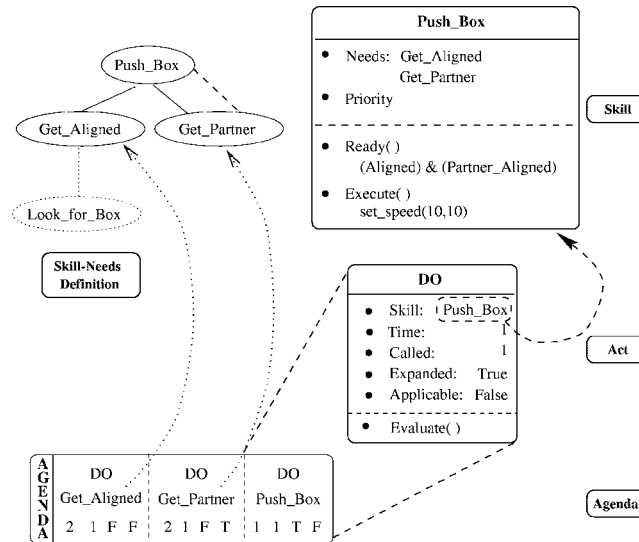 Push_Box
Get_Aligned
Get_Partner
Look_for_Box
Skill-Needs
Definition
Push_Box
• Needs: Get_Aligned
Get_Partner
• Priority
• Ready( )
(Aligned) & (Partner_Aligned)
• Execute( )
set_speed(10,10)
Skill
DO
• Skill: Push_Box
• Time: 1
• Called: 1
• Expanded: True
• Applicable: False
• Evaluate( )
Act
AGENDA
DO
Get_Aligned
2 1 F F
DO
Get_Partner
2 1 F T
DO
Push_Box
1 1 T F
Agenda